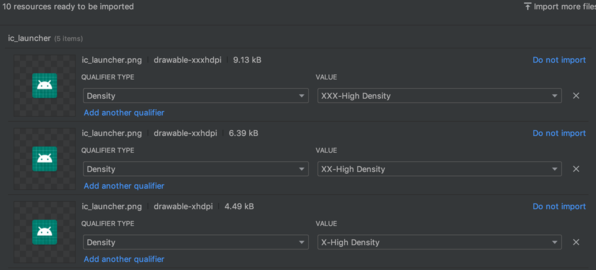 10 resources ready to be imported
Import more files
ic_launcher (5 items)
ic_launcher.png drawable-xxxhdpi 9.13 kB Do not import
QUALIFIER TYPE VALUE
Density XXX-High Density
Add another qualifier
ic_launcher.png drawable-xxhdpi 6.39 kB Do not import
QUALIFIER TYPE VALUE
Density XX-High Density
Add another qualifier
ic_launcher.png drawable-xhdpi 4.49 kB Do not import
QUALIFIER TYPE VALUE
Density X-High Density
Add another qualifier